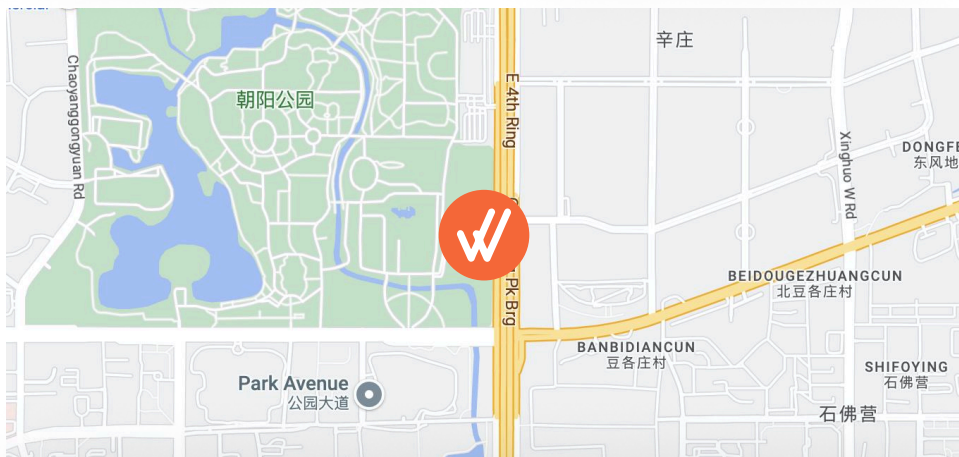 辛庄
Chaoyanggongyuan Rd
E 4th Ring
朝阳公园
Xinghuo W Rd
东风地
Pk Brg
BEIDOUGEZHUANGCUN
北豆各庄村
BANBIDIANCUN
豆各庄村
SHIFOYING
石佛营
Park Avenue
公园大道
石佛营